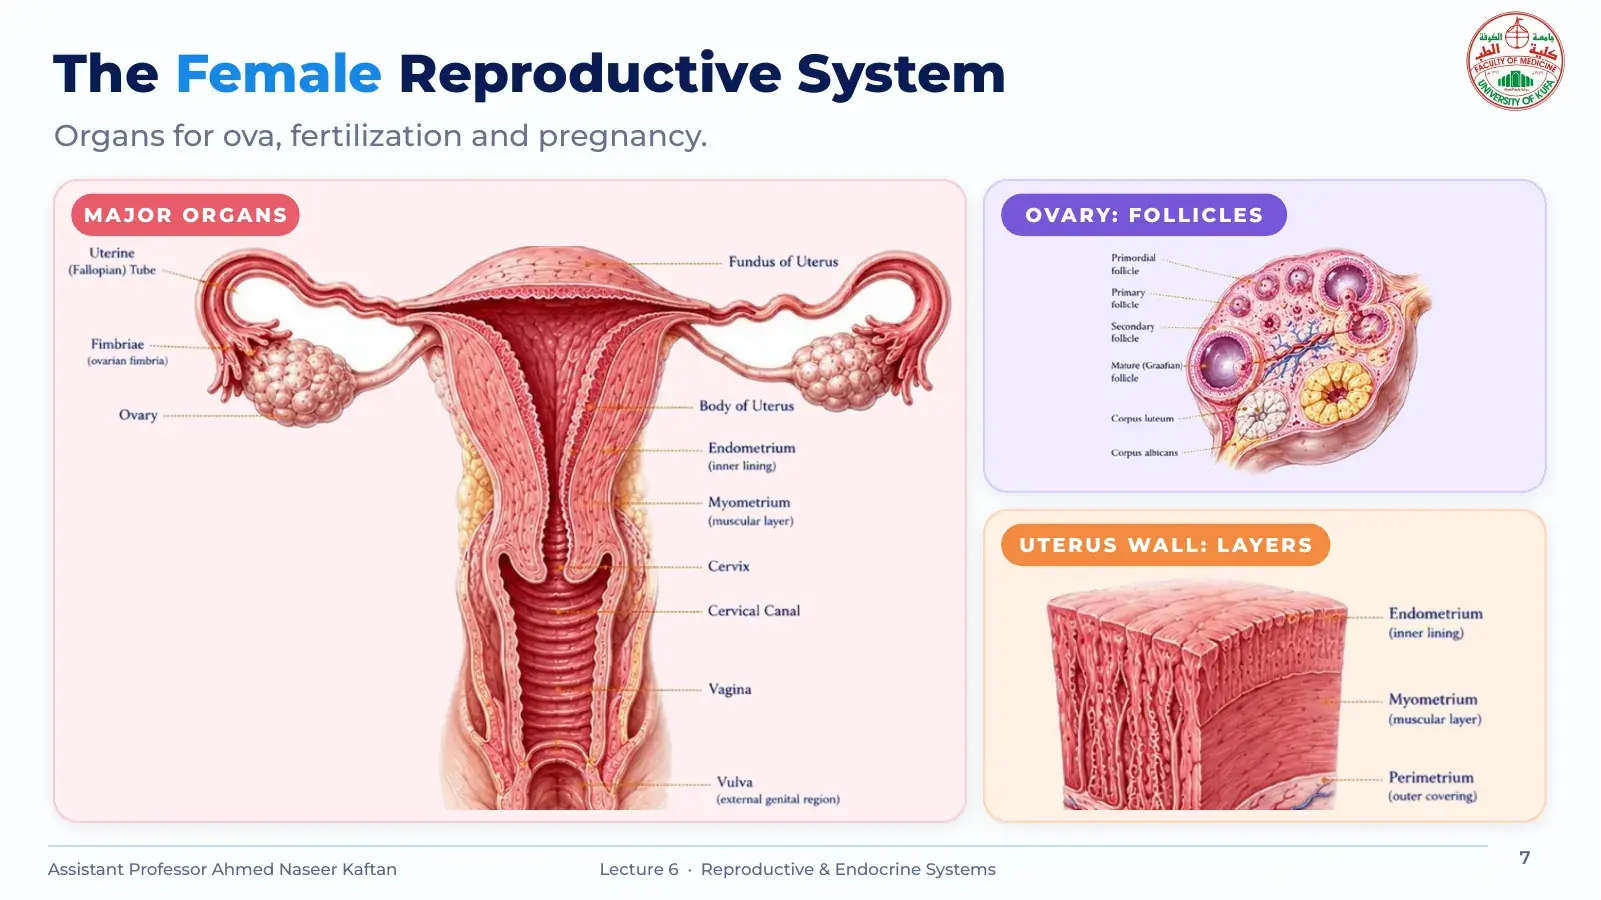 The Female Reproductive System
Organs for ova, fertilization and pregnancy.
جامعة الكوفة
كلية الطب
FACULTY OF MEDICINE
UNIVERSITY OF KUFA
MAJOR ORGANS
Uterine
(Fallopian) Tube
Fimbriae
(ovarian fimbria)
Ovary
Fundus of Uterus
Body of Uterus
Endometrium
(inner lining)
Myometrium
(muscular layer)
Cervix
Cervical Canal
Vagina
Vulva
(external genital region)
OVARY: FOLLICLES
Primordial
follicle
Primary
follicle
Secondary
follicle
Mature (Graafian)
follicle
Corpus luteum
Corpus albicans
UTERUS WALL: LAYERS
Endometrium
(inner lining)
Myometrium
(muscular layer)
Perimetrium
(outer covering)
Assistant Professor Ahmed Naseer Kaftan
Lecture 6 · Reproductive & Endocrine Systems
7